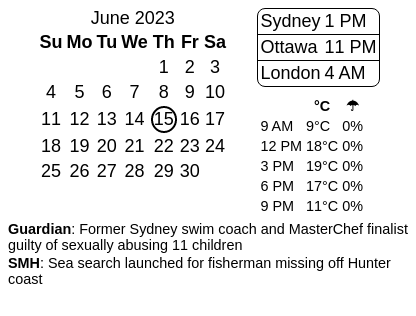 June 2023
Su Mo Tu We Th Fr Sa
1 2 3
4 5 6 7 8 9 10
11 12 13 14 15 16 17
18 19 20 21 22 23 24
25 26 27 28 29 30
Sydney 1 PM
Ottawa 11 PM
London 4 AM
°C ☂
9 AM 9°C 0%
12 PM 18°C 0%
3 PM 19°C 0%
6 PM 17°C 0%
9 PM 11°C 0%
Guardian: Former Sydney swim coach and MasterChef finalist
guilty of sexually abusing 11 children
SMH: Sea search launched for fisherman missing off Hunter
coast